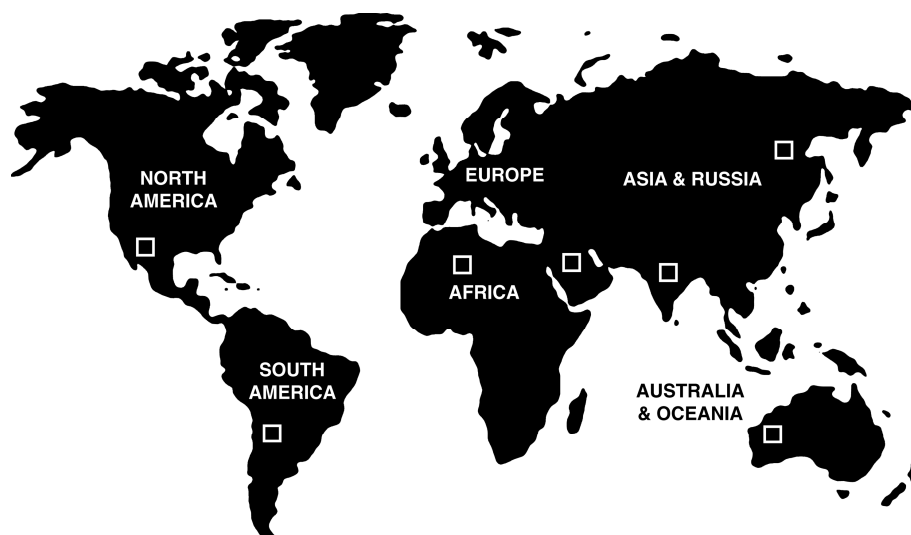 NORTH
AMERICA
EUROPE
ASIA & RUSSIA
AFRICA
SOUTH
AMERICA
AUSTRALIA
& OCEANIA